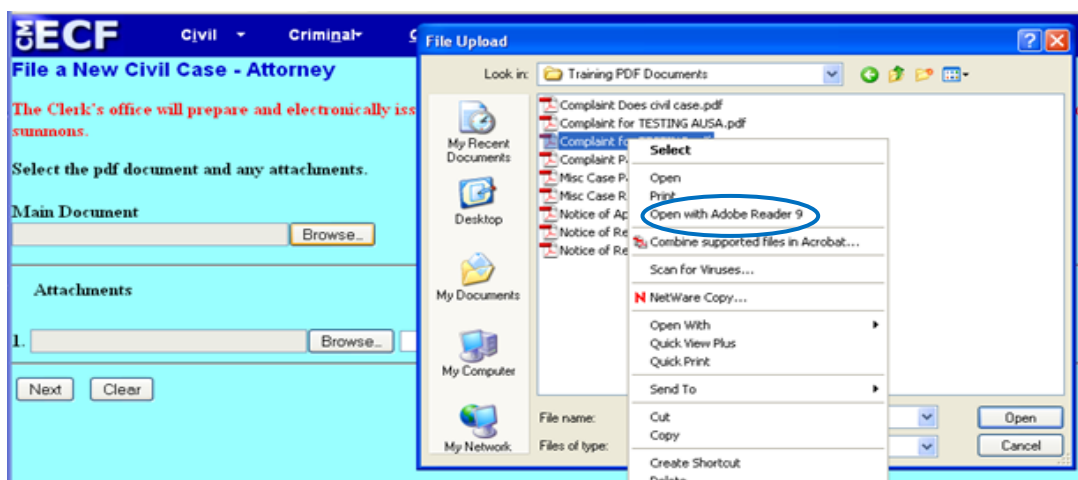 CM ECF Civil Criminal C
File a New Civil Case - Attorney
The Clerk's office will prepare and electronically iss
summons.
Select the pdf document and any attachments.
Main Document
Browse...
Attachments
1. Browse...
Next Clear
File Upload
Look in: Training PDF Documents
My Recent
Documents
Desktop
My Documents
My Computer
My Network
Complaint Does civil case.pdf
Complaint for TESTING AUSA.pdf
Complaint fo
Complaint P
Misc Case P
Misc Case R
Notice of Ap
Notice of Re
Notice of Re
Select
Open
Print
Open with Adobe Reader 9
Combine supported files in Acrobat...
Scan for Viruses...
N NetWare Copy...
Open With
Quick View Plus
Quick Print
Send To
Cut
Copy
Create Shortcut
Delete
File name: Open
Files of type: Cancel